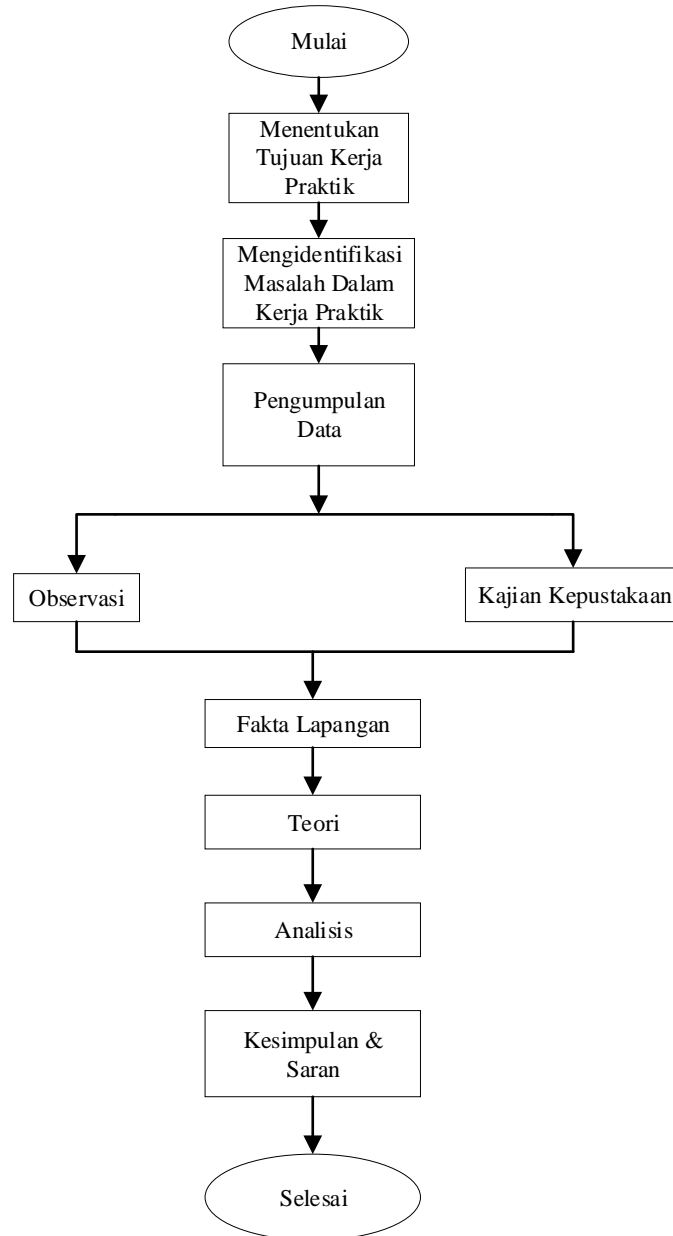 Mulai
Menentukan
Tujuan Kerja
Praktik
Mengidentifikasi
Masalah Dalam
Kerja Praktik
Pengumpulan
Data
Observasi
Kajian Kepustakaan
Fakta Lapangan
Teori
Analisis
Kesimpulan &
Saran
Selesai